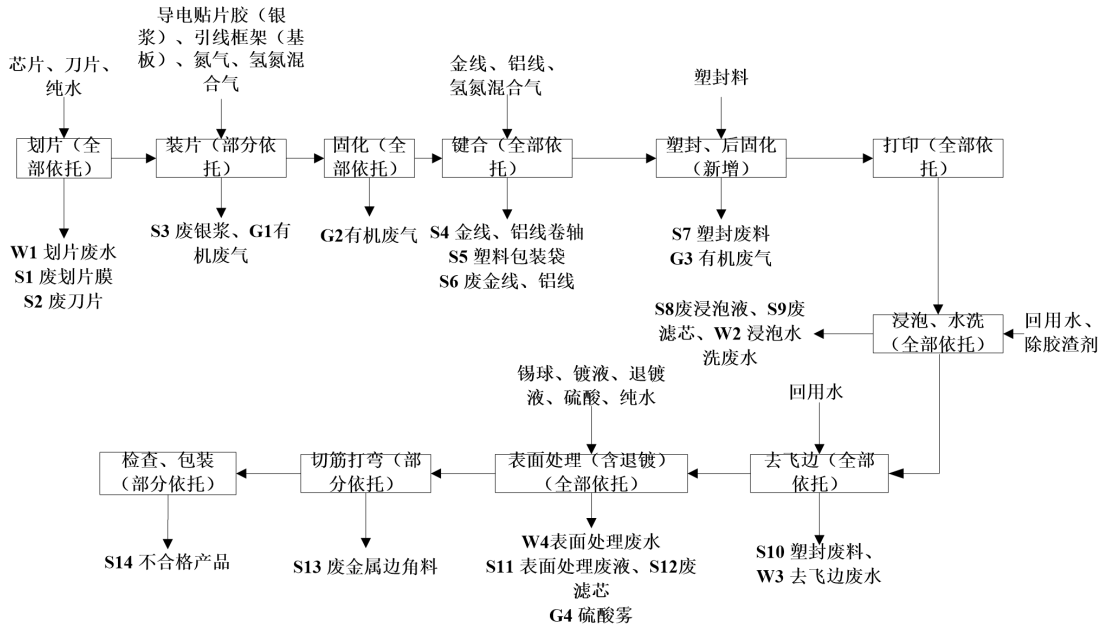 芯片、刀片、
纯水
导电贴片胶（银
浆）、引线框架（基
板）、氮气、氢氮混
合气
金线、铝线、
氢氮混合气
塑封料
划片（全
部依托）
装片（部分依
托）
固化（全
部依托）
键合（全部依
托）
塑封、后固化
（新增）
打印（全部依
托）
W1 划片废水
S1 废划片膜
S2 废刀片
S3 废银浆、G1有
机废气
G2有机废气
S4 金线、铝线卷轴
S5 塑料包装袋
S6 废金线、铝线
S7 塑封废料
G3 有机废气
S8废浸泡液、S9废
滤芯、W2 浸泡水
洗废水
浸泡、水洗
（全部依托）
回用水、
除胶渣剂
锡球、镀液、退镀
液、硫酸、纯水
回用水
检查、包装
（部分依托）
切筋打弯（部
分依托）
表面处理（含退镀）
（全部依托）
去飞边（全部
依托）
S14 不合格产品
S13 废金属边角料
W4表面处理废水
S11 表面处理废液、S12废
滤芯
G4 硫酸雾
S10 塑封废料、
W3 去飞边废水